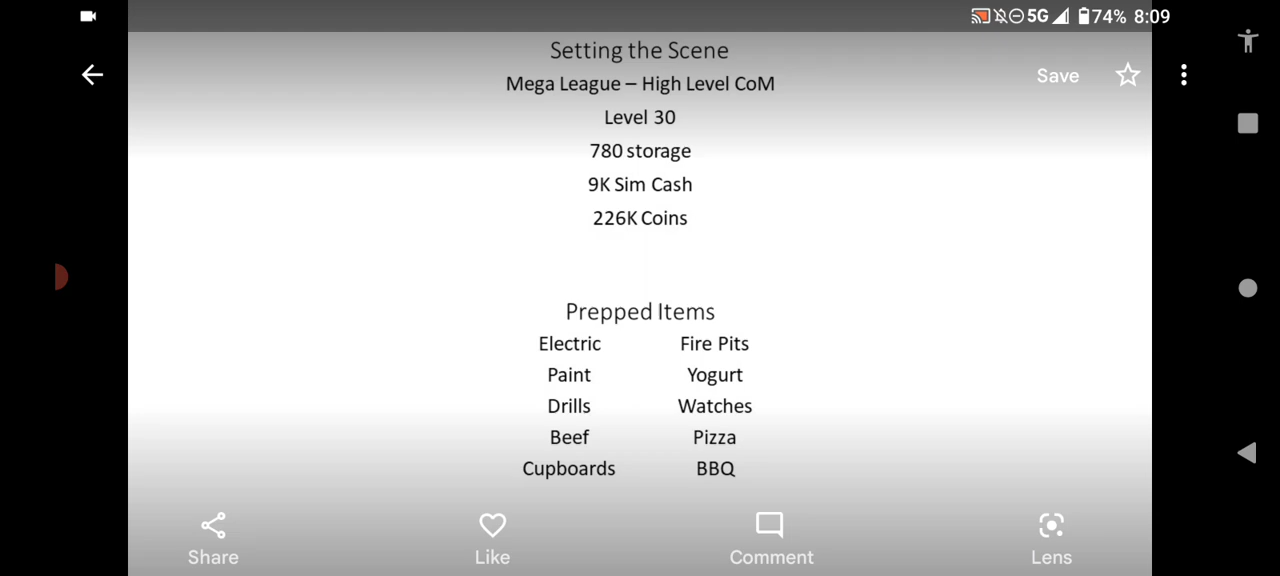 5G 74% 8:09
Setting the Scene
Save
Mega League – High Level CoM
Level 30
780 storage
9K Sim Cash
226K Coins
Prepped Items
Electric Fire Pits
Paint Yogurt
Drills Watches
Beef Pizza
Cupboards BBQ
Share Like Comment Lens